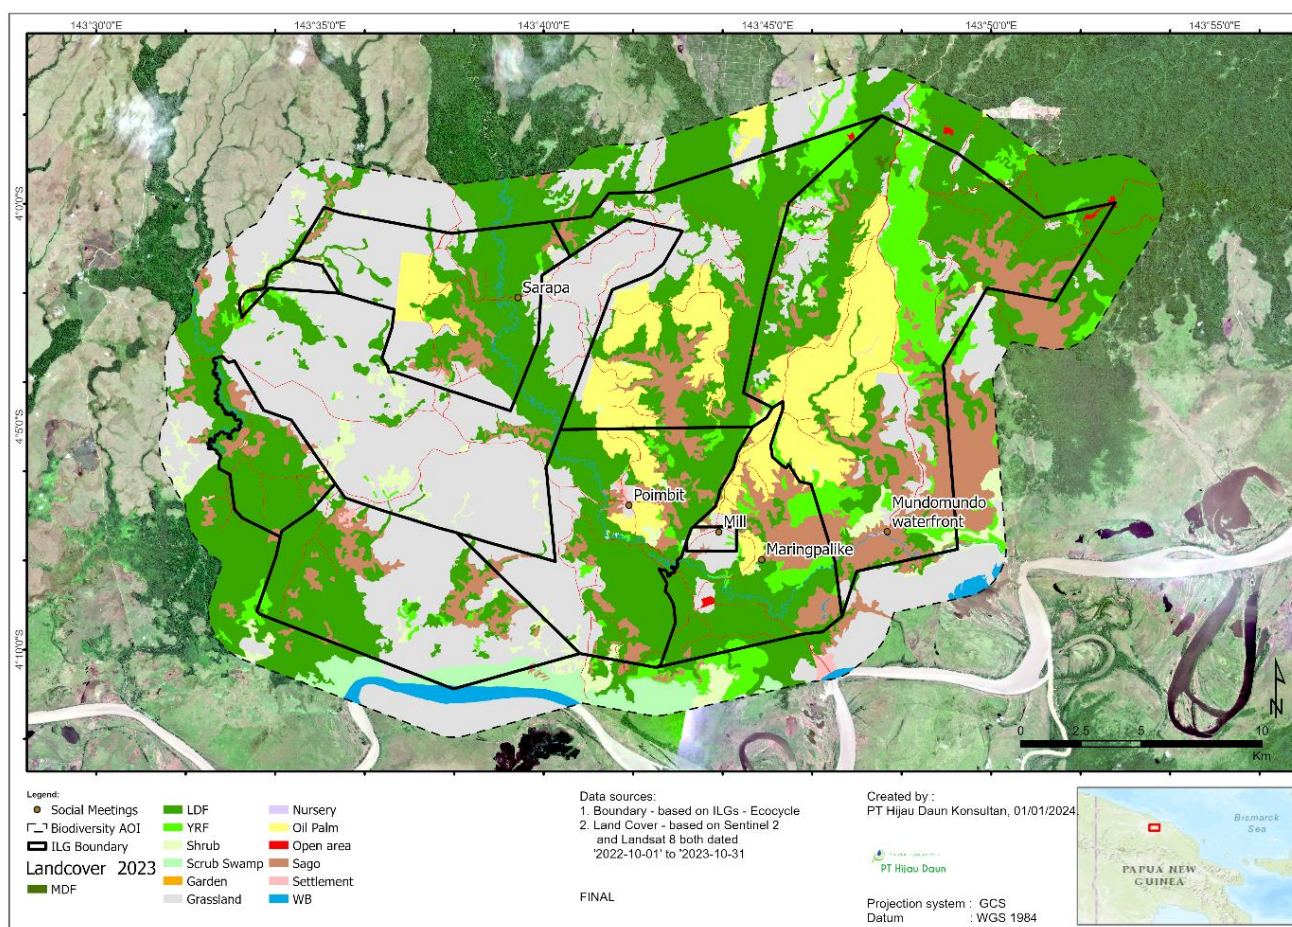 143°30'0"E
143°35'0"E
143°40'0"E
143°45'0"E
143°50'0"E
143°55'0"E
4°0'0"S
4°5'0"S
4°10'0"S
Sarapa
Poimbit
Mill
Mundomundo
waterfront
Maringpalike
N
0 2.5 5 10
Km
Legend:
Social Meetings
Biodiversity AOI
ILG Boundary
Landcover 2023
MDF
LDF
YRF
Shrub
Scrub Swamp
Garden
Grassland
Nursery
Oil Palm
Open area
Sago
Settlement
WB
Data sources:
1. Boundary - based on ILGs - Ecocycle
2. Land Cover - based on Sentinel 2
and Landsat 8 both dated
'2022-10-01' to '2023-10-31
FINAL
Created by :
PT Hijau Daun Konsultan, 01/01/2024
PT Hijau Daun
Projection system : GCS
Datum : WGS 1984
Bismarck
Sea
PAPUA NEW
GUINEA